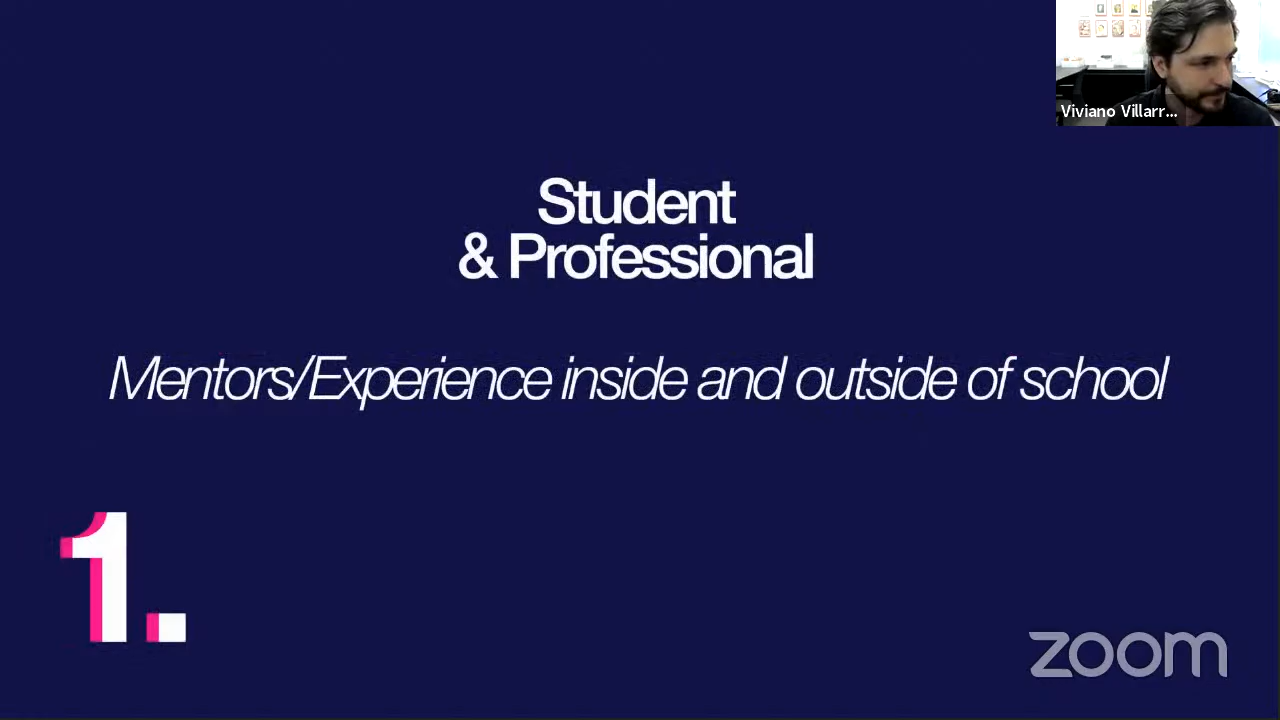 Viviano Villarr...
Student
& Professional
Mentors/Experience inside and outside of school
1.
zoom